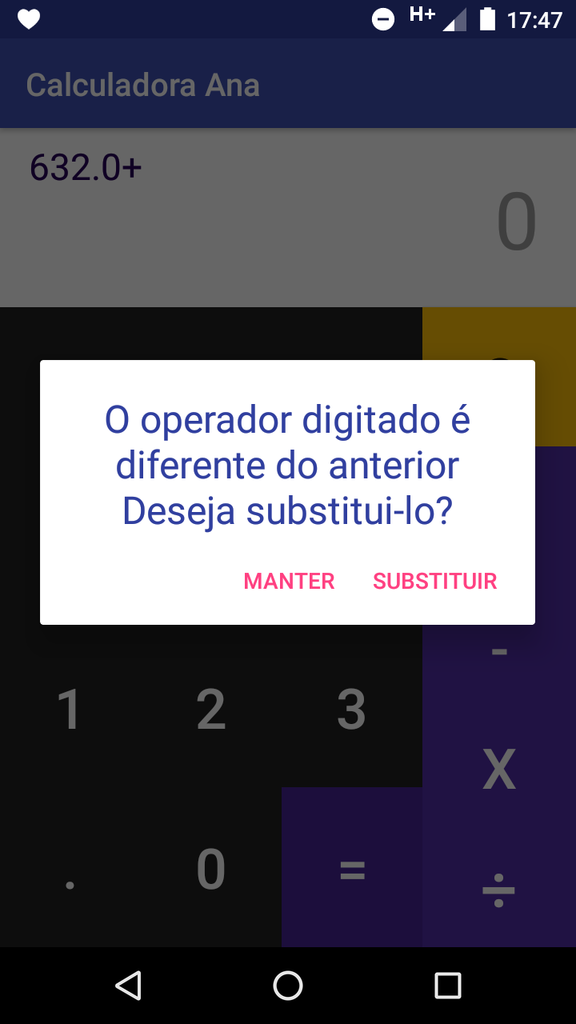 H+ 17:47
Calculadora Ana
632.0+
0
O operador digitado é
diferente do anterior
Deseja substitui-lo?
MANTER SUBSTITUIR
-
1 2 3
X
. 0 =
÷